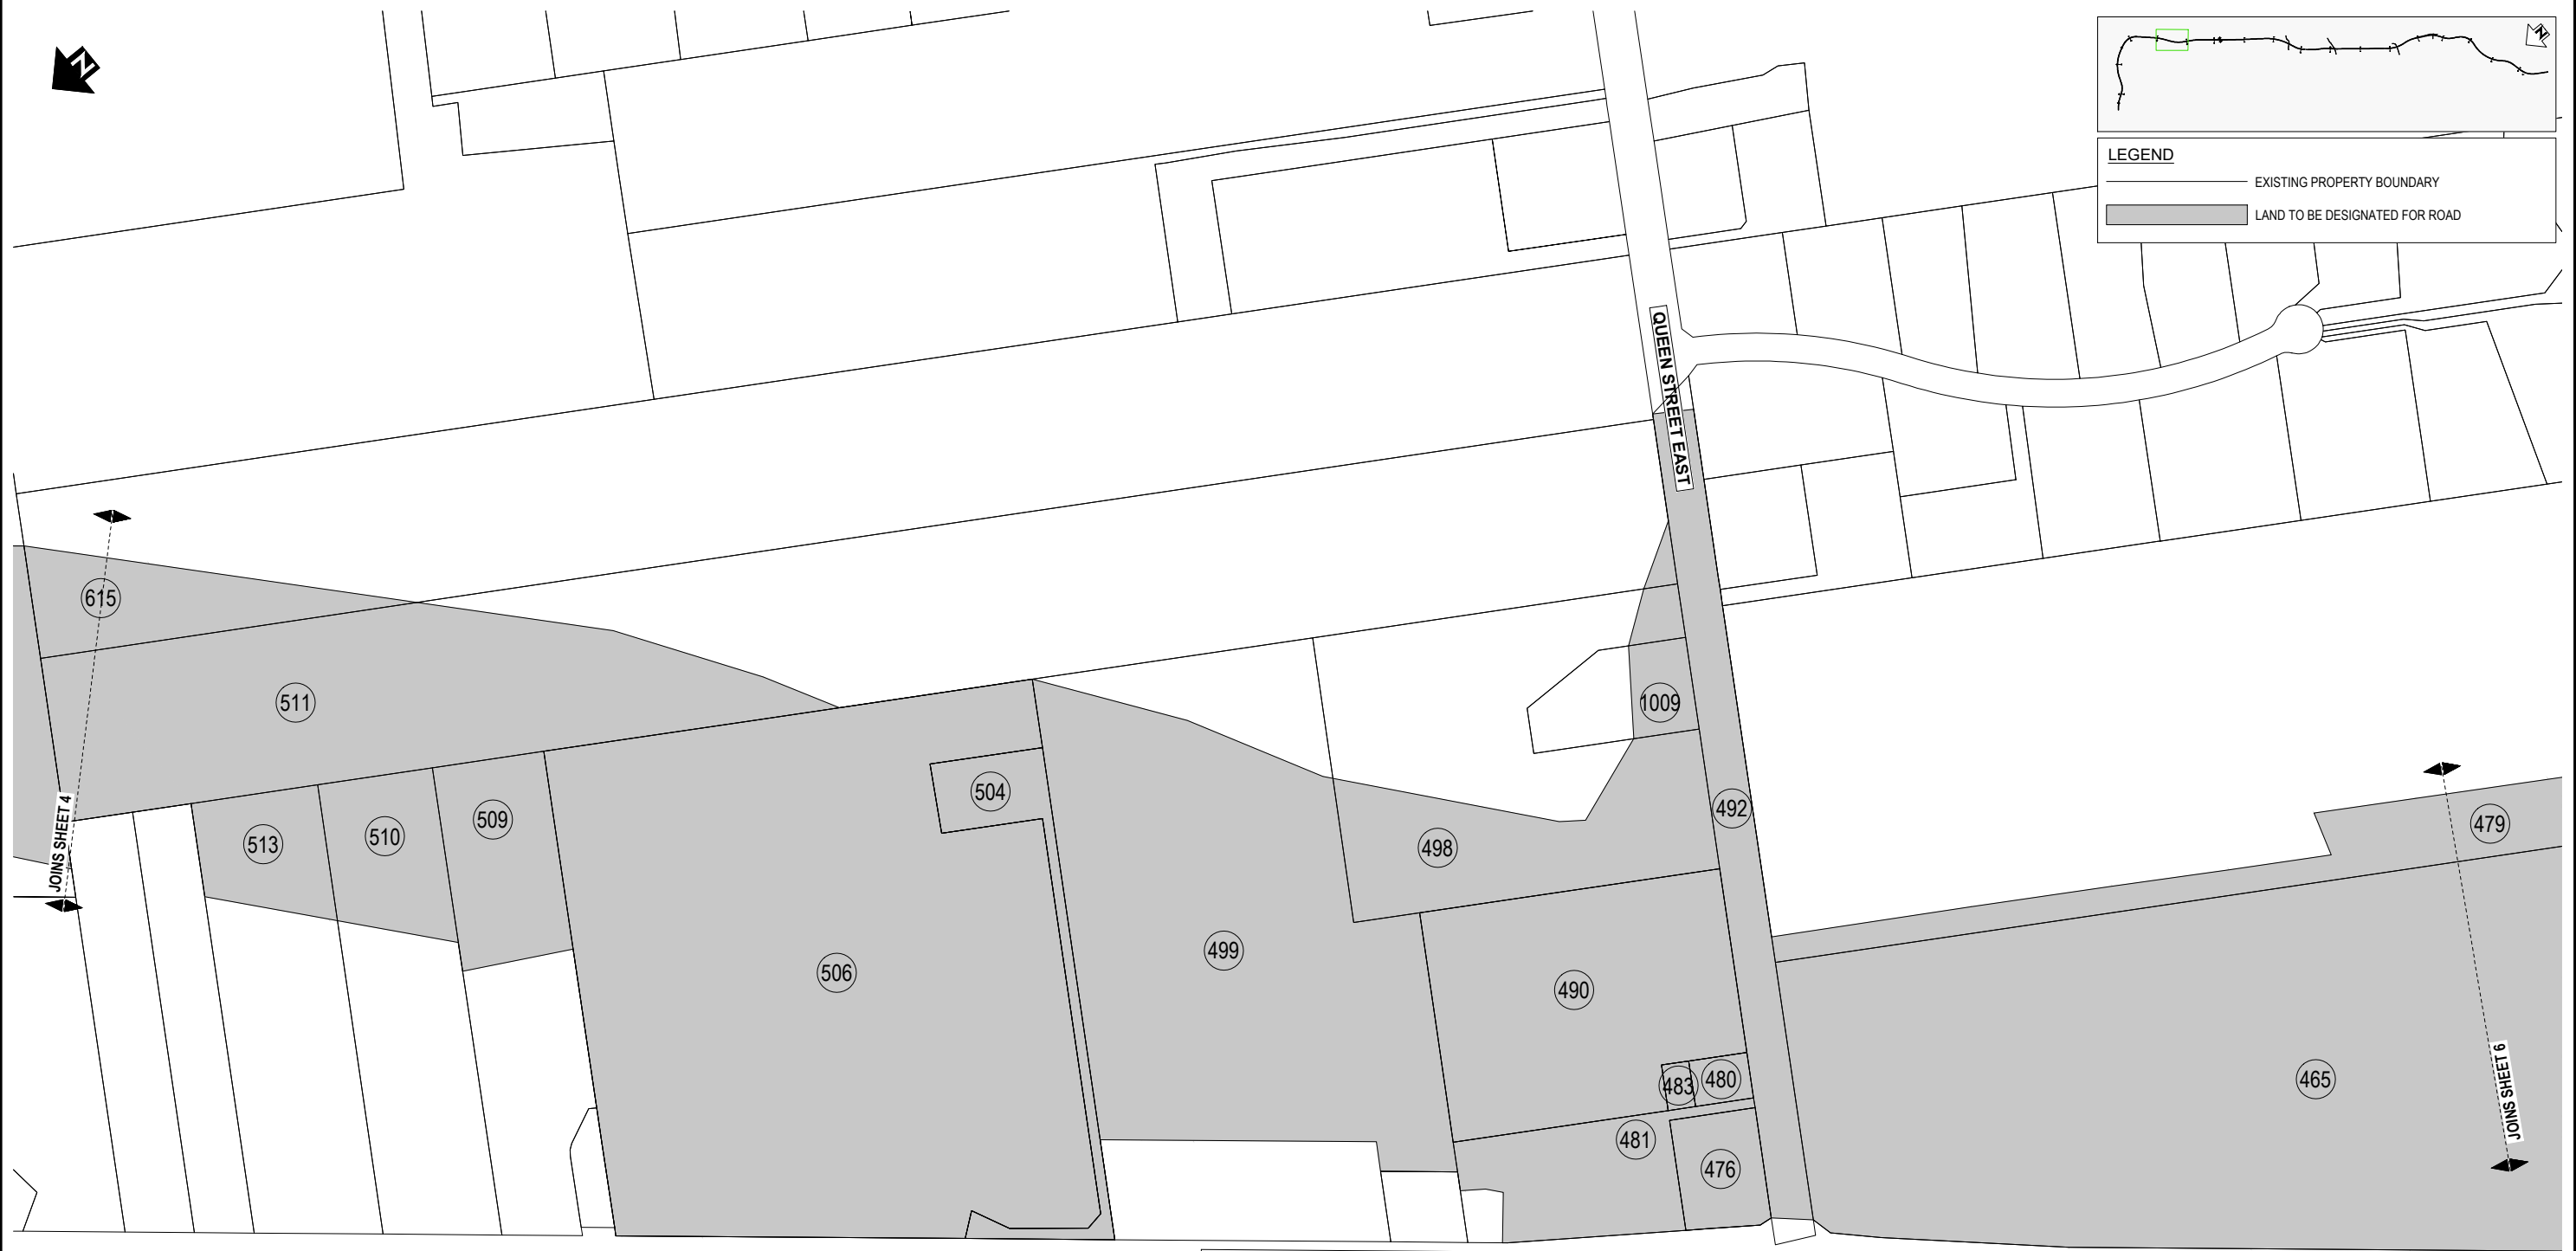 N
N
LEGEND
EXISTING PROPERTY BOUNDARY
LAND TO BE DESIGNATED FOR ROAD
QUEEN STREET EAST
615
511
1009
504
492
509
513
510
498
479
499
506
490
483
480
465
481
476
JOINS SHEET 4
JOINS SHEET 6